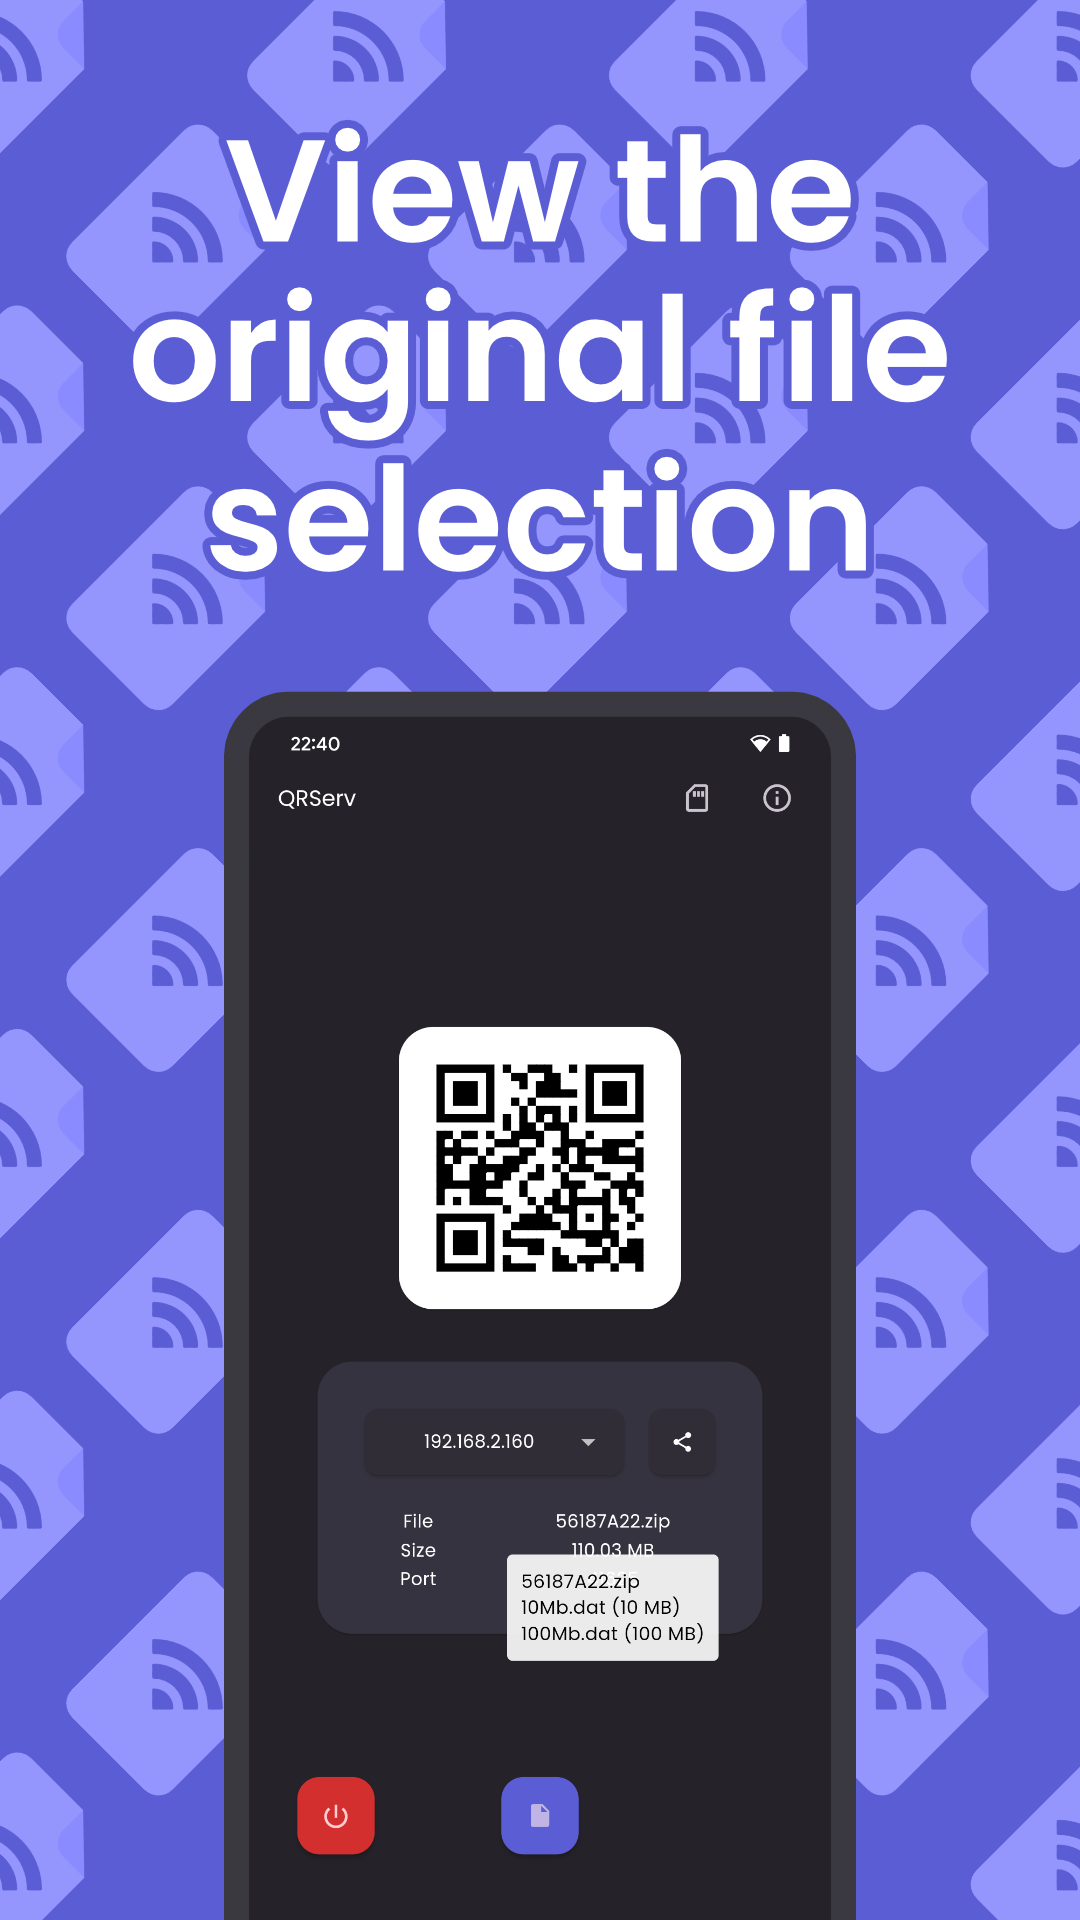 View the
original file
selection
22:40
QRServ
192.168.2.160
File 56187A22.zip
Size 110.03 MB
Port
56187A22.zip
10Mb.dat (10 MB)
100Mb.dat (100 MB)